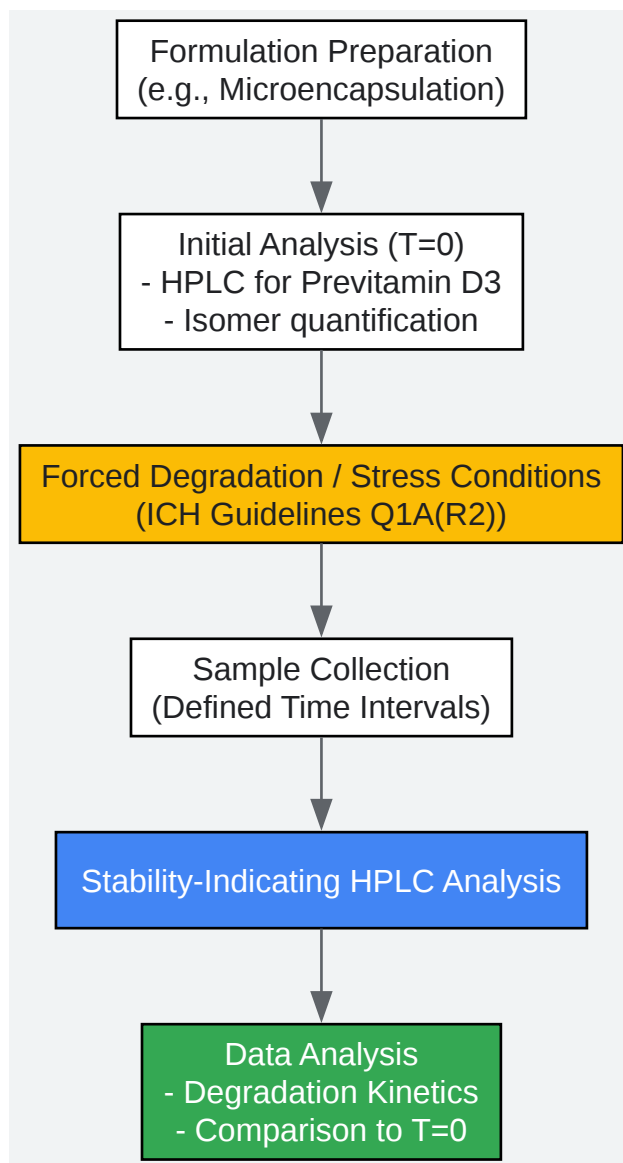 Formulation Preparation
(e.g., Microencapsulation)
Initial Analysis (T=0)
- HPLC for Previtamin D3
- Isomer quantification
Forced Degradation / Stress Conditions
(ICH Guidelines Q1A(R2))
Sample Collection
(Defined Time Intervals)
Stability-Indicating HPLC Analysis
Data Analysis
- Degradation Kinetics
- Comparison to T=0